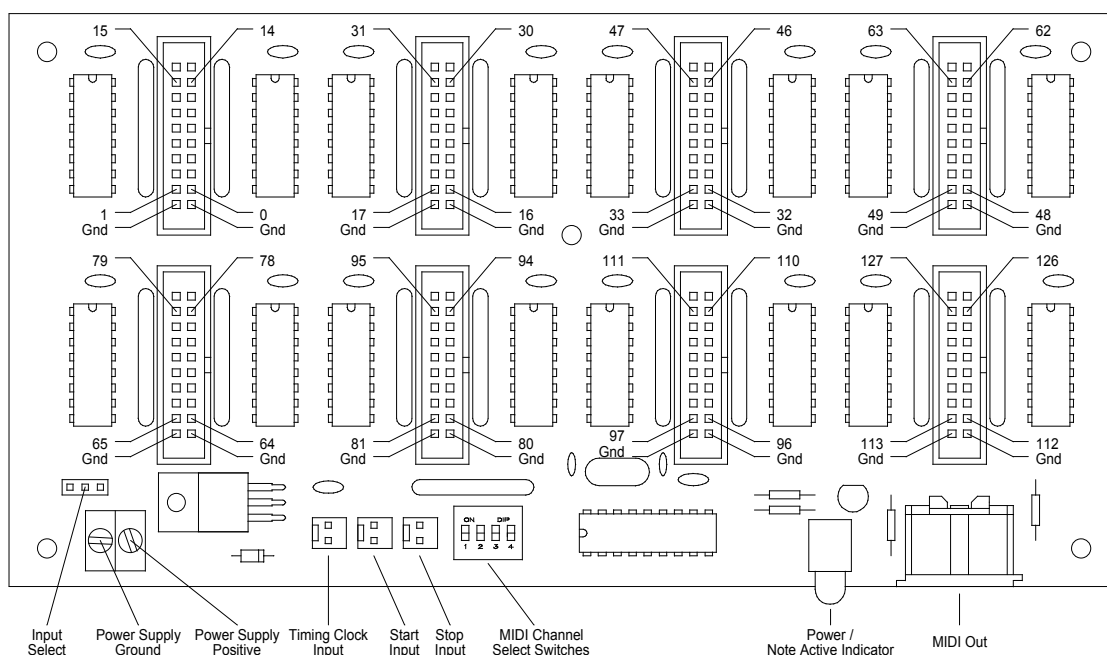 15 14 31 30 47 46 63 62
1 0 17 16 33 32 49 48
Gnd Gnd Gnd Gnd Gnd Gnd Gnd Gnd
79 78 95 94 111 110 127 126
65 64 81 80 97 96 113 112
Gnd Gnd Gnd Gnd Gnd Gnd Gnd Gnd
ON DIP
1 2 3 4
Input Select
Power Supply Ground
Power Supply Positive
Timing Clock Input
Start Input
Stop Input
MIDI Channel Select Switches
Power / Note Active Indicator
MIDI Out